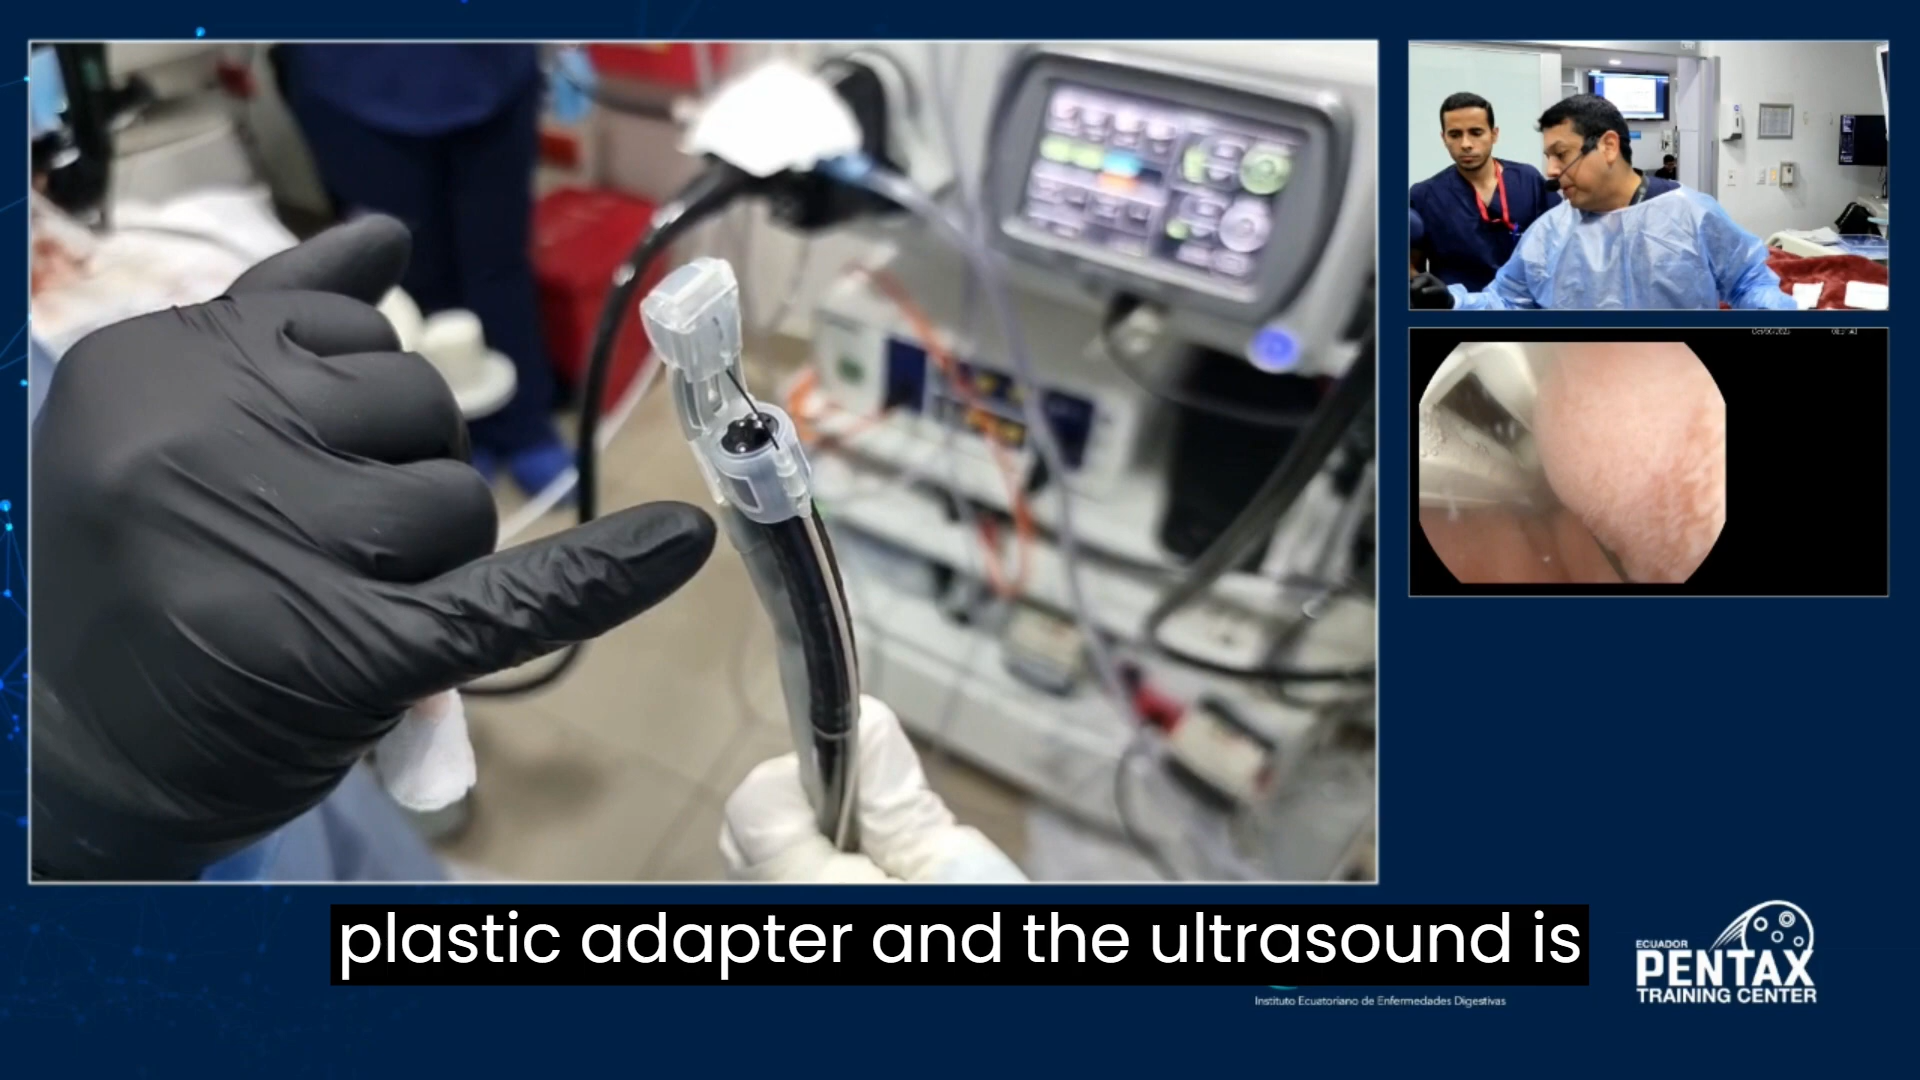 plastic adapter and the ultrasound is
Instituto Ecuatoriano de Enfermedades Digestivas
ECUADOR
PENTAX
TRAINING CENTER